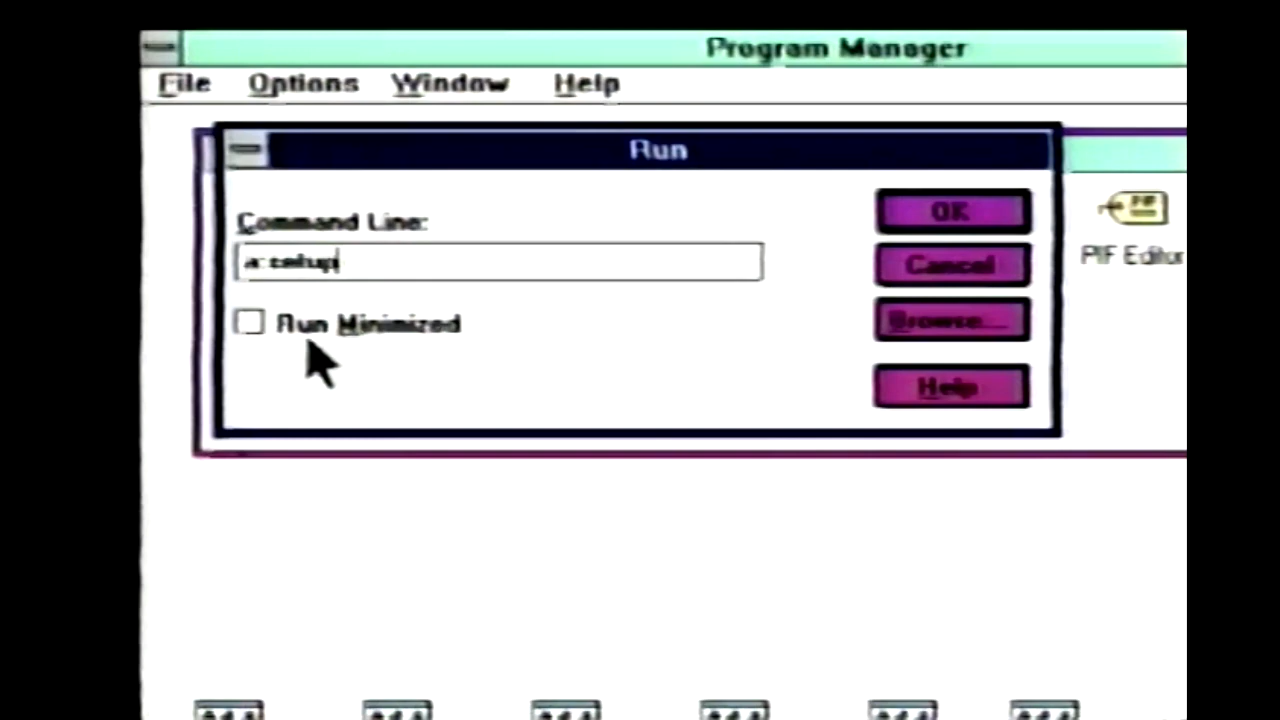 Program Manager
File Options Window Help
Run
Command Line:
a:setup
Run Minimized
OK
Cancel
Browse...
Help
PIF Editor